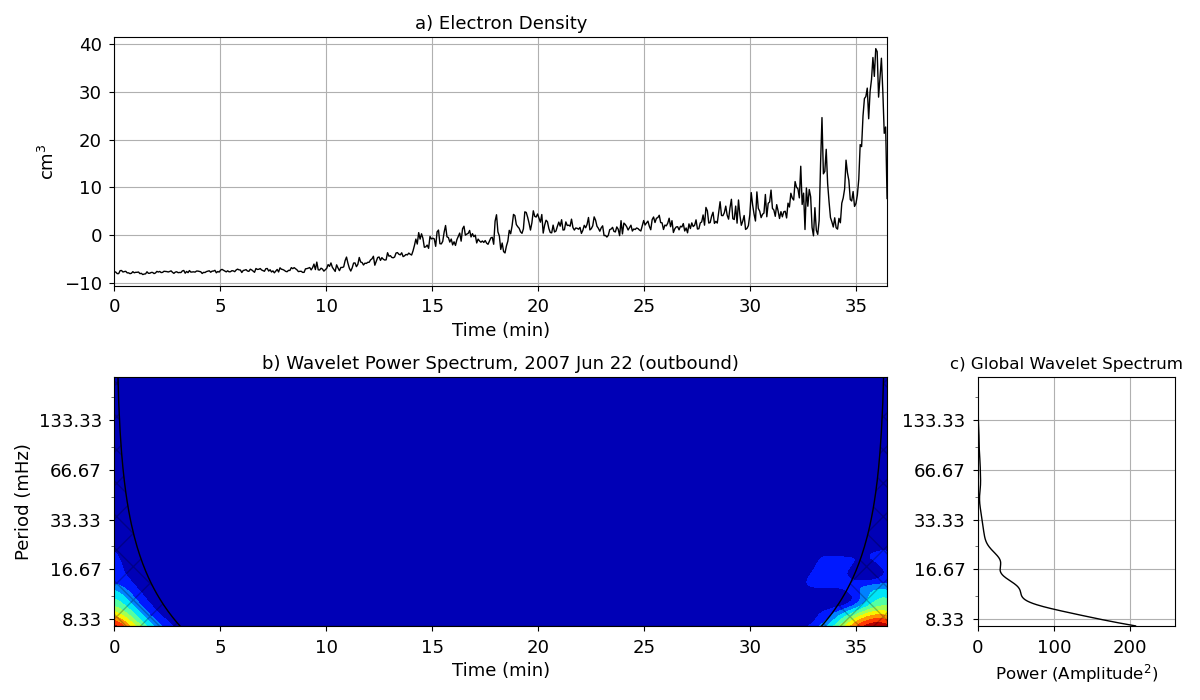 a) Electron Density
40
30
20
10
0
−10
cm³
0 5 10 15 20 25 30 35
Time (min)
b) Wavelet Power Spectrum, 2007 Jun 22 (outbound)
133.33
66.67
33.33
16.67
8.33
Period (mHz)
0 5 10 15 20 25 30 35
Time (min)
c) Global Wavelet Spectrum
133.33
66.67
33.33
16.67
8.33
0 100 200
Power (Amplitude²)